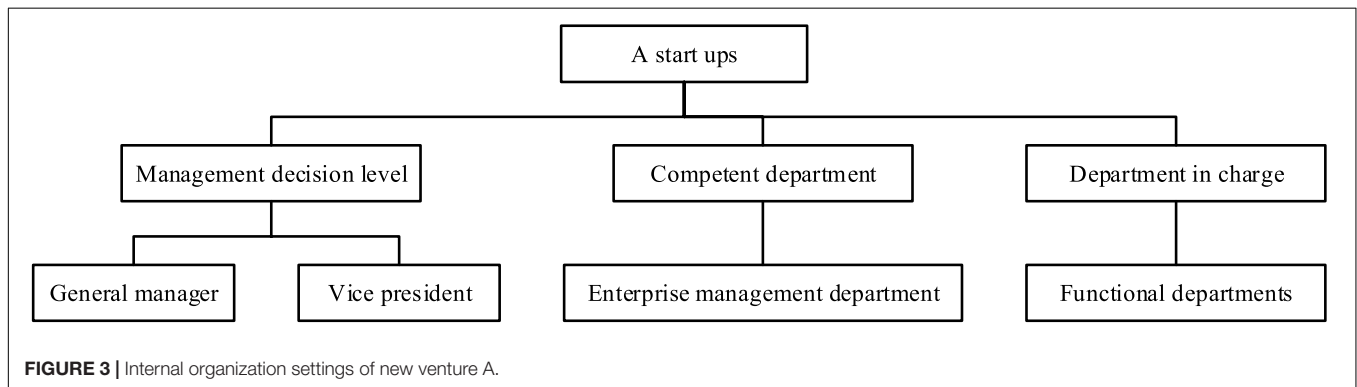 A start ups
Management decision level
Competent department
Department in charge
General manager
Vice president
Enterprise management department
Functional departments
FIGURE 3 | Internal organization settings of new venture A.